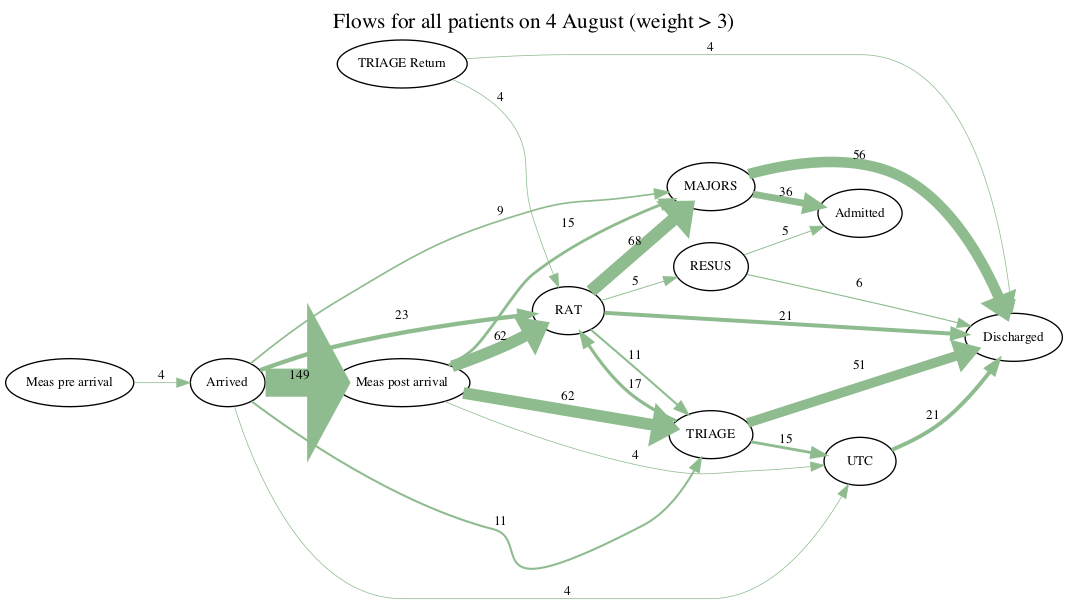 Flows for all patients on 4 August (weight > 3)
4
TRIAGE Return
4
56
MAJORS
36
9
Admitted
15
5
68
RESUS
5
6
RAT
23
21
62
Discharged
11
51
4
149
17
Meas pre arrival
Arrived
Meas post arrival
62
21
TRIAGE
15
4
UTC
11
4